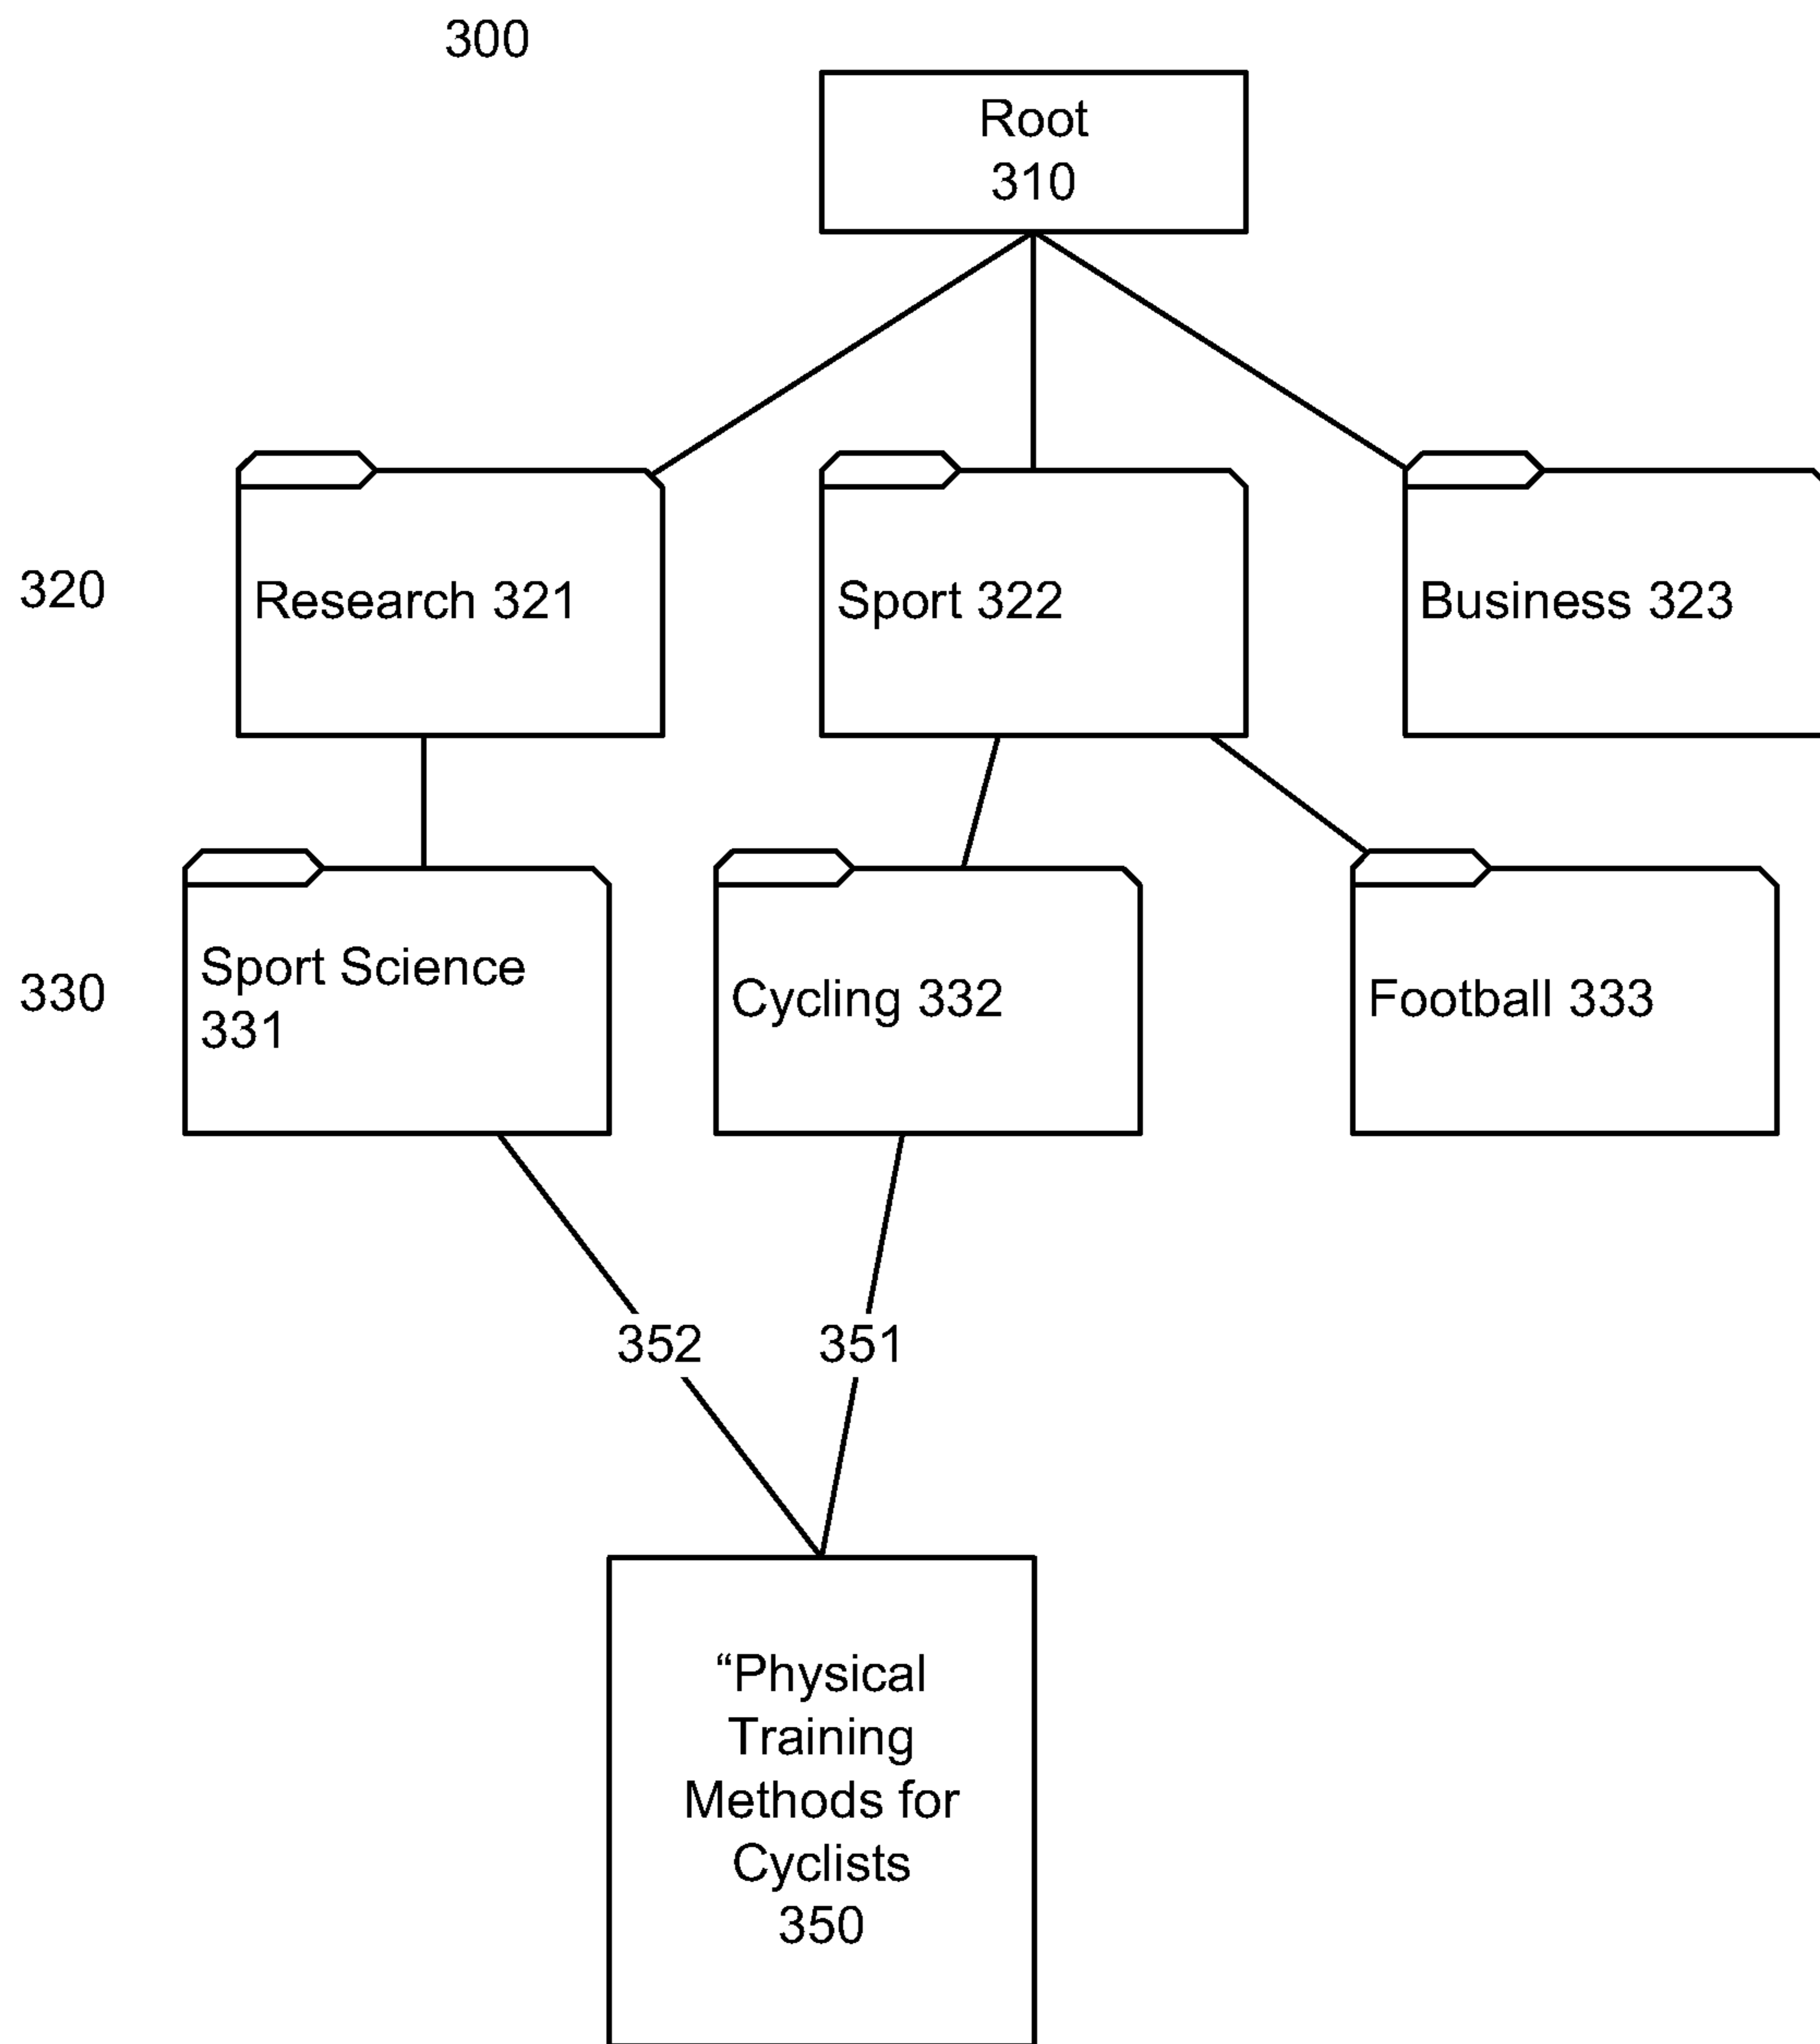 300
Root
310
320
Research 321
Sport 322
Business 323
330
Sport Science
331
Cycling 332
Football 333
352
351
“Physical
Training
Methods for
Cyclists
350